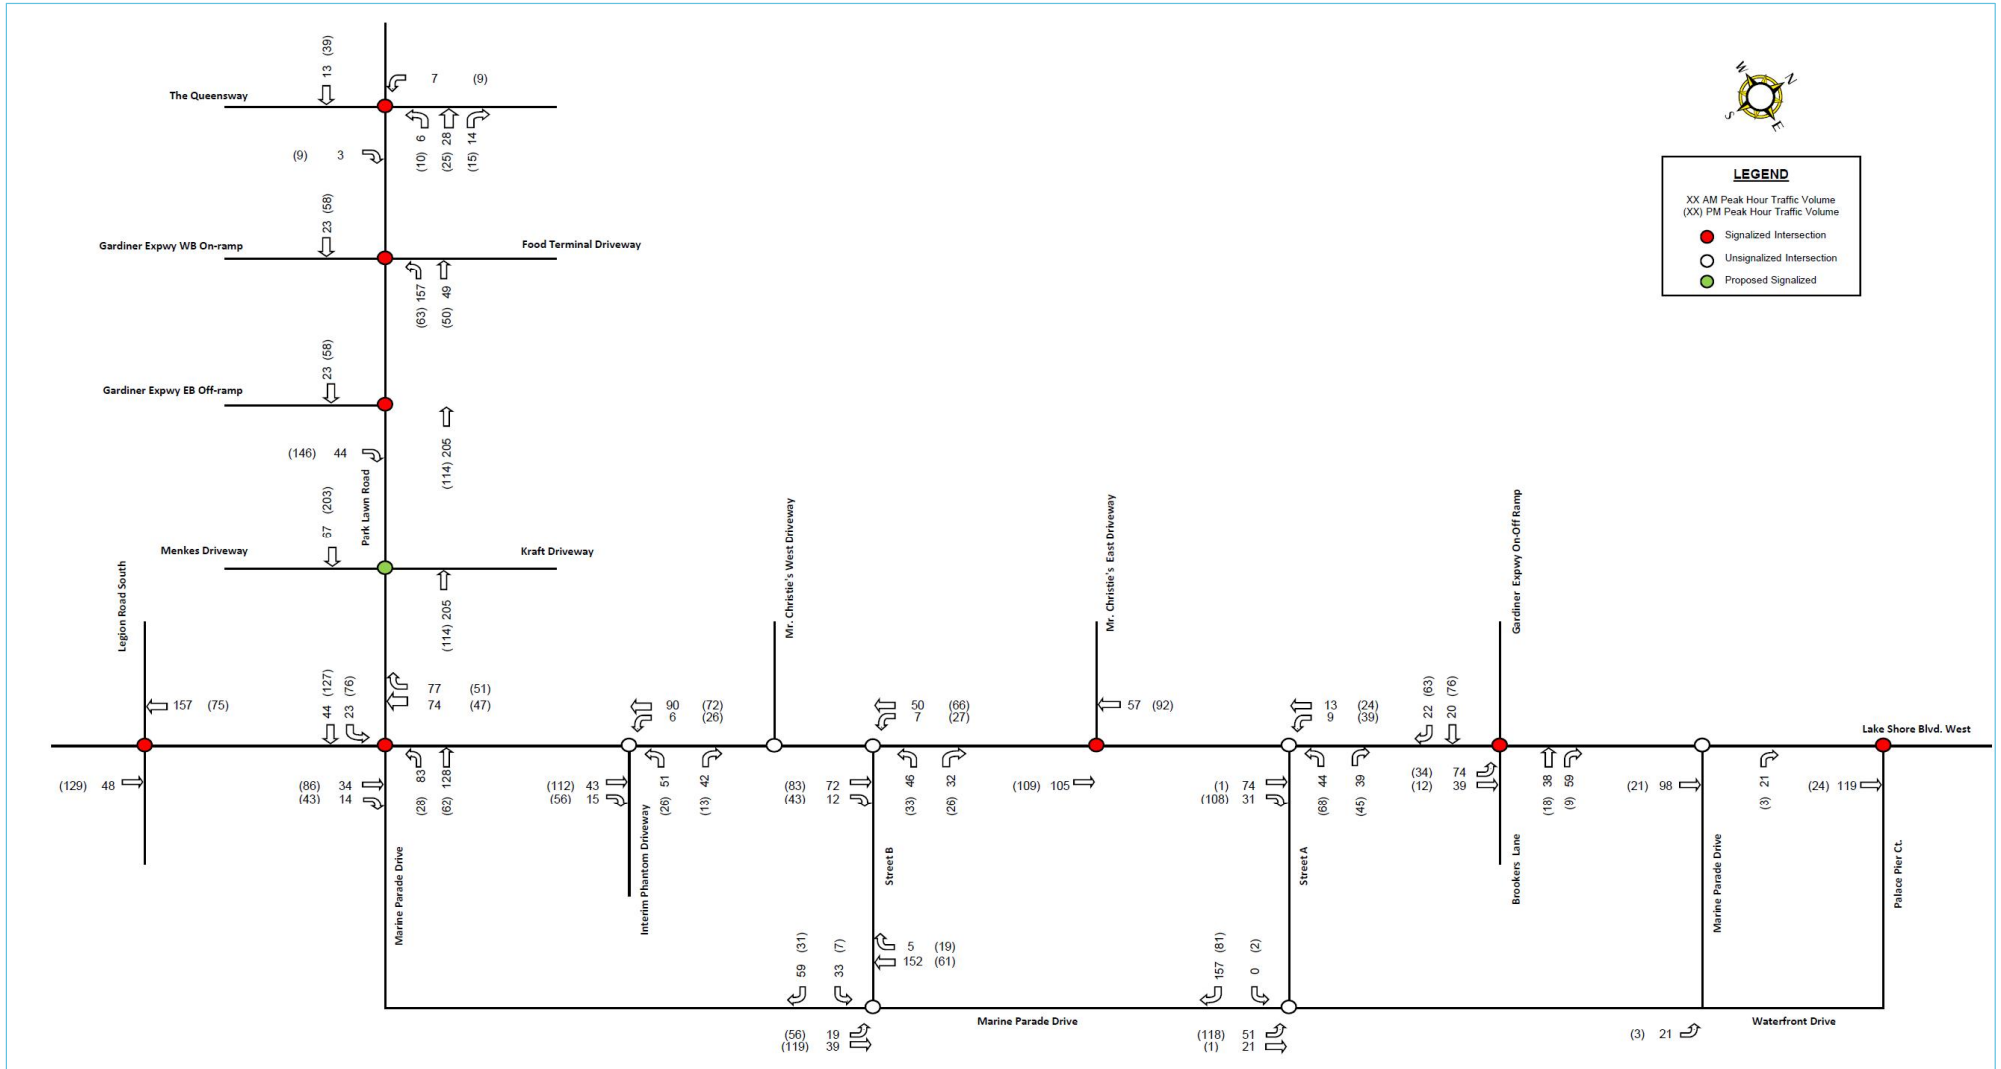 13 (39)
7 (9)
The Queensway
(10) 6
(25) 28
(15) 14
(9) 3
23 (58)
Gardiner Expwy WB On-ramp
Food Terminal Driveway
(63) 157
(50) 49
23 (58)
Gardiner Expwy EB Off-ramp
(146) 44
(114) 205
Park Lawn Road
67 (203)
Menkes Driveway
Kraft Driveway
(114) 205
W
N
S
E
LEGEND
XX AM Peak Hour Traffic Volume
(XX) PM Peak Hour Traffic Volume
Signalized Intersection
Unsignalized Intersection
Proposed Signalized
Legion Road South
Mr. Christie's West Driveway
Mr. Christie's East Driveway
Gardiner Expwy On-Off Ramp
157 (75)
44 (127)
23 (76)
77 (51)
74 (47)
90 (72)
6 (26)
50 (66)
7 (27)
57 (92)
13 (24)
9 (39)
22 (63)
20 (76)
Lake Shore Blvd. West
(129) 48
(86) 34
(43) 14
(28) 83
(62) 128
(112) 43
(56) 15
(26) 51
(13) 42
(83) 72
(43) 12
(33) 46
(26) 32
(109) 105
(1) 74
(108) 31
(68) 44
(45) 39
(34) 74
(12) 39
(18) 38
(9) 59
(21) 98
(3) 21
(24) 119
Marine Parade Drive
Interim Phantom Driveway
Street B
Street A
Brookers Lane
Marine Parade Drive
Palace Pier Ct.
59 (31)
33 (7)
5 (19)
152 (61)
157 (81)
0 (2)
Marine Parade Drive
Waterfront Drive
(56) 19
(119) 39
(118) 51
(1) 21
(3) 21